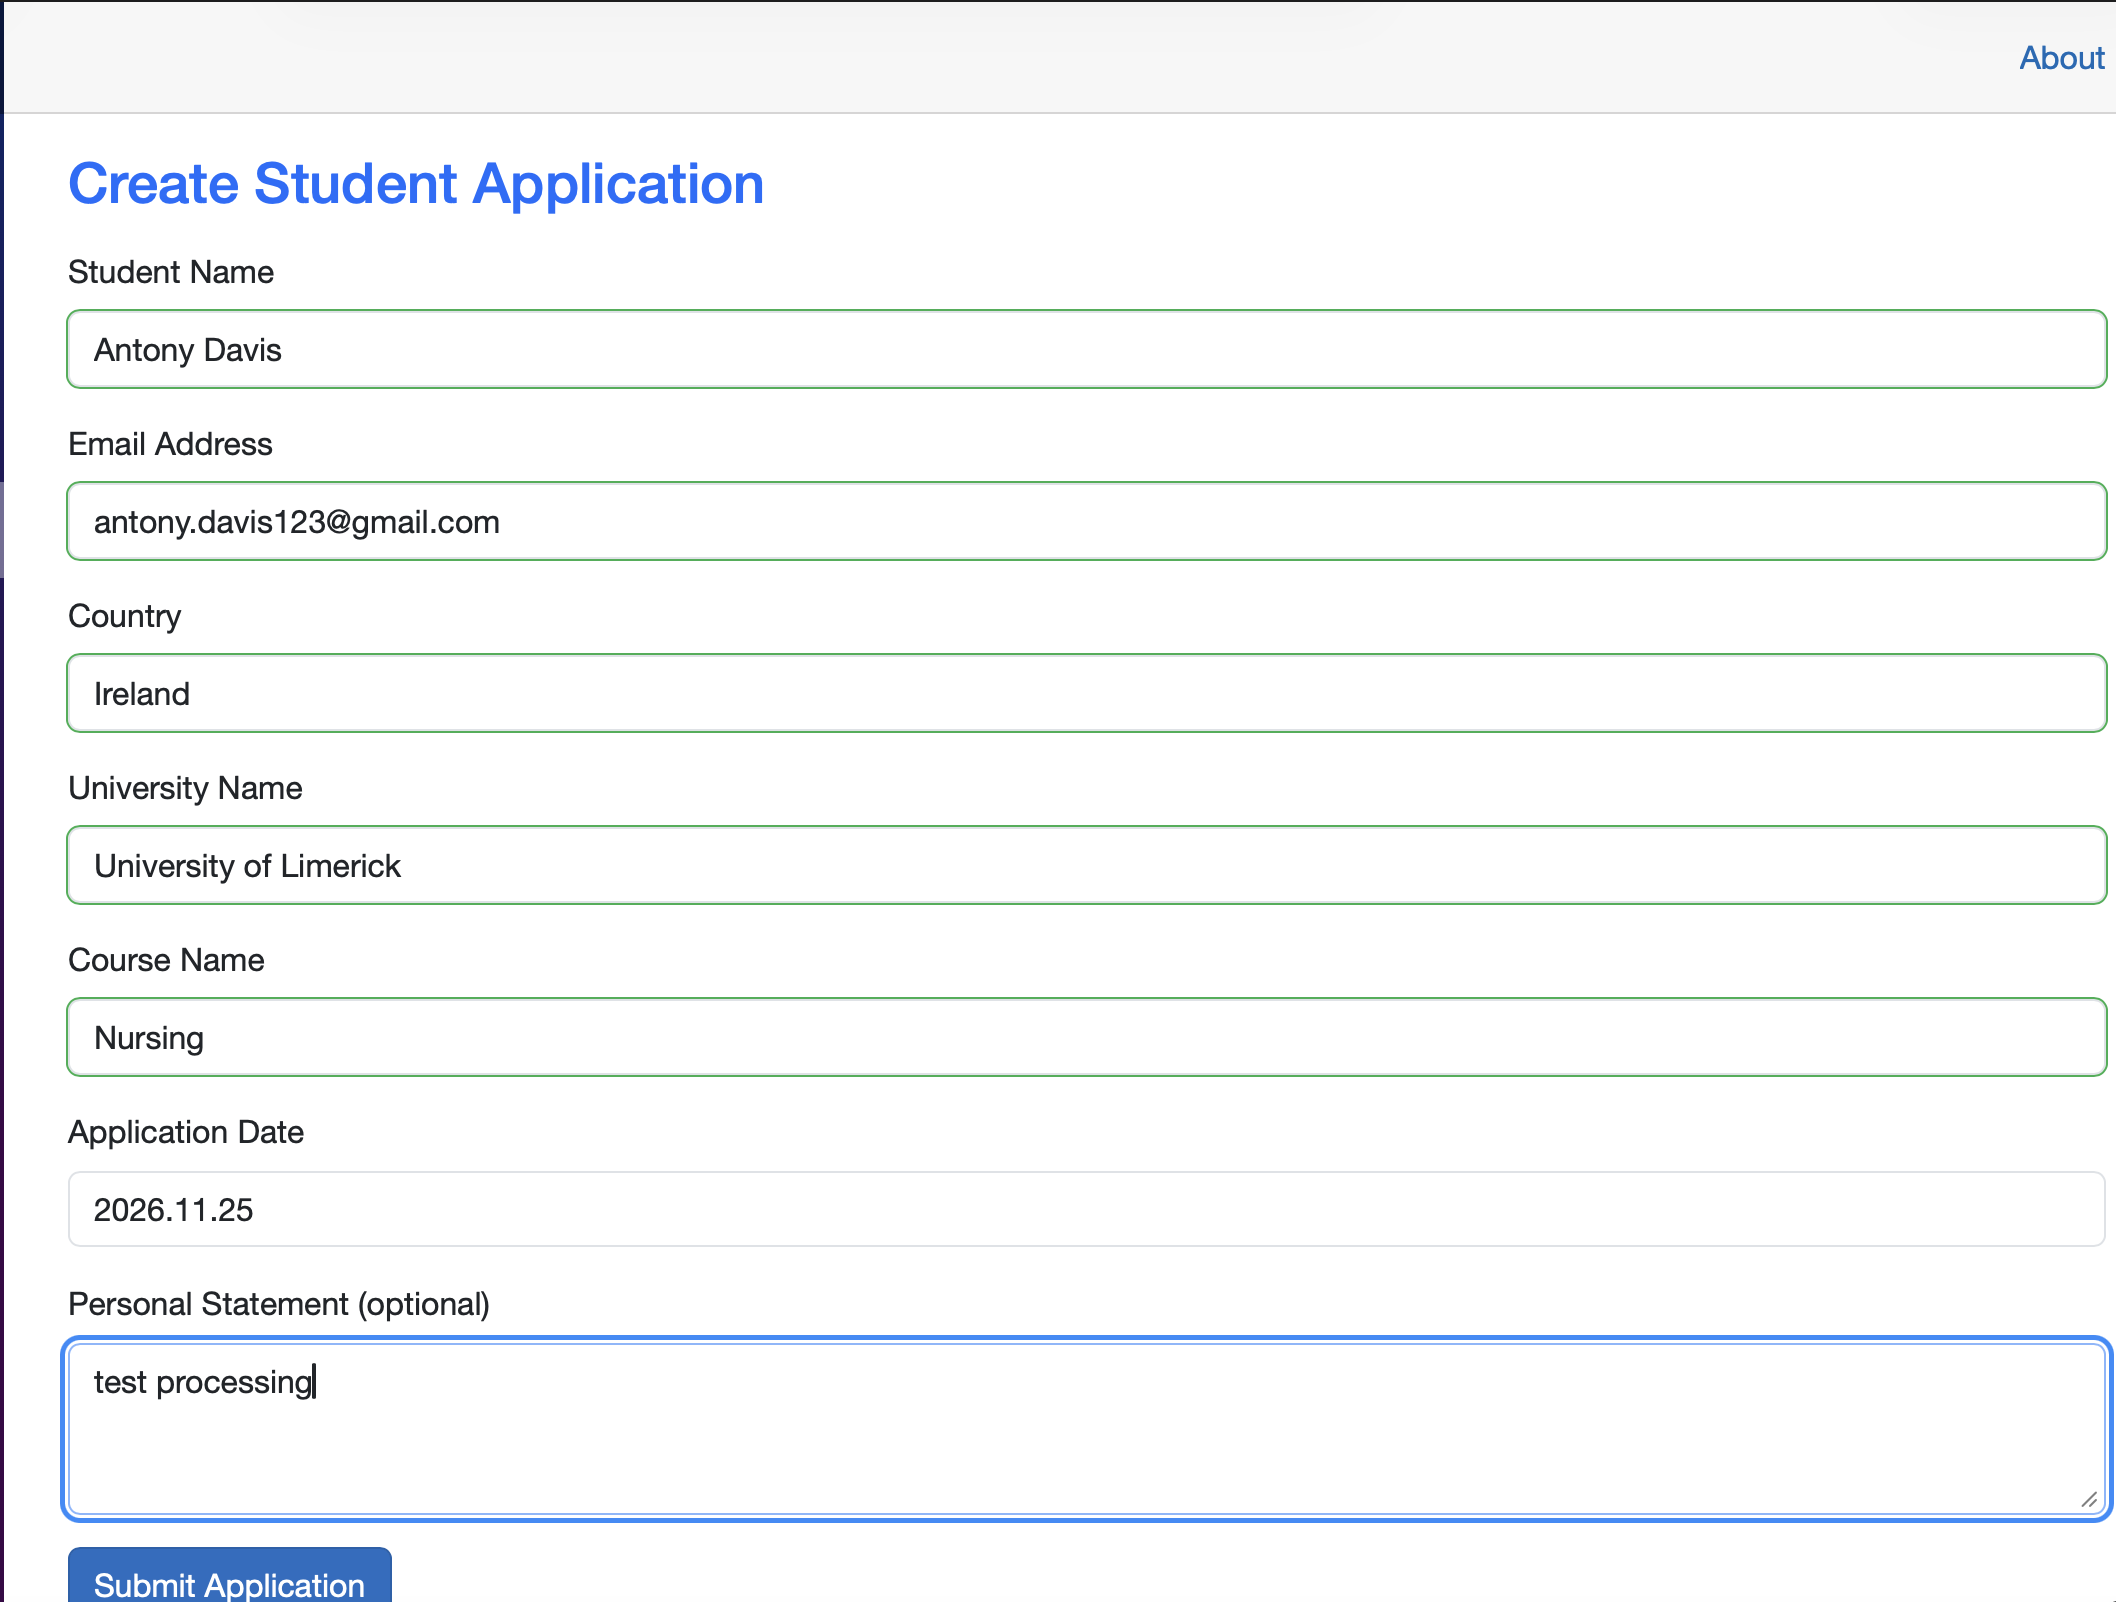 About
Create Student Application
Student Name
Antony Davis
Email Address
antony.davis123@gmail.com
Country
Ireland
University Name
University of Limerick
Course Name
Nursing
Application Date
2026.11.25
Personal Statement (optional)
test processing
Submit Application